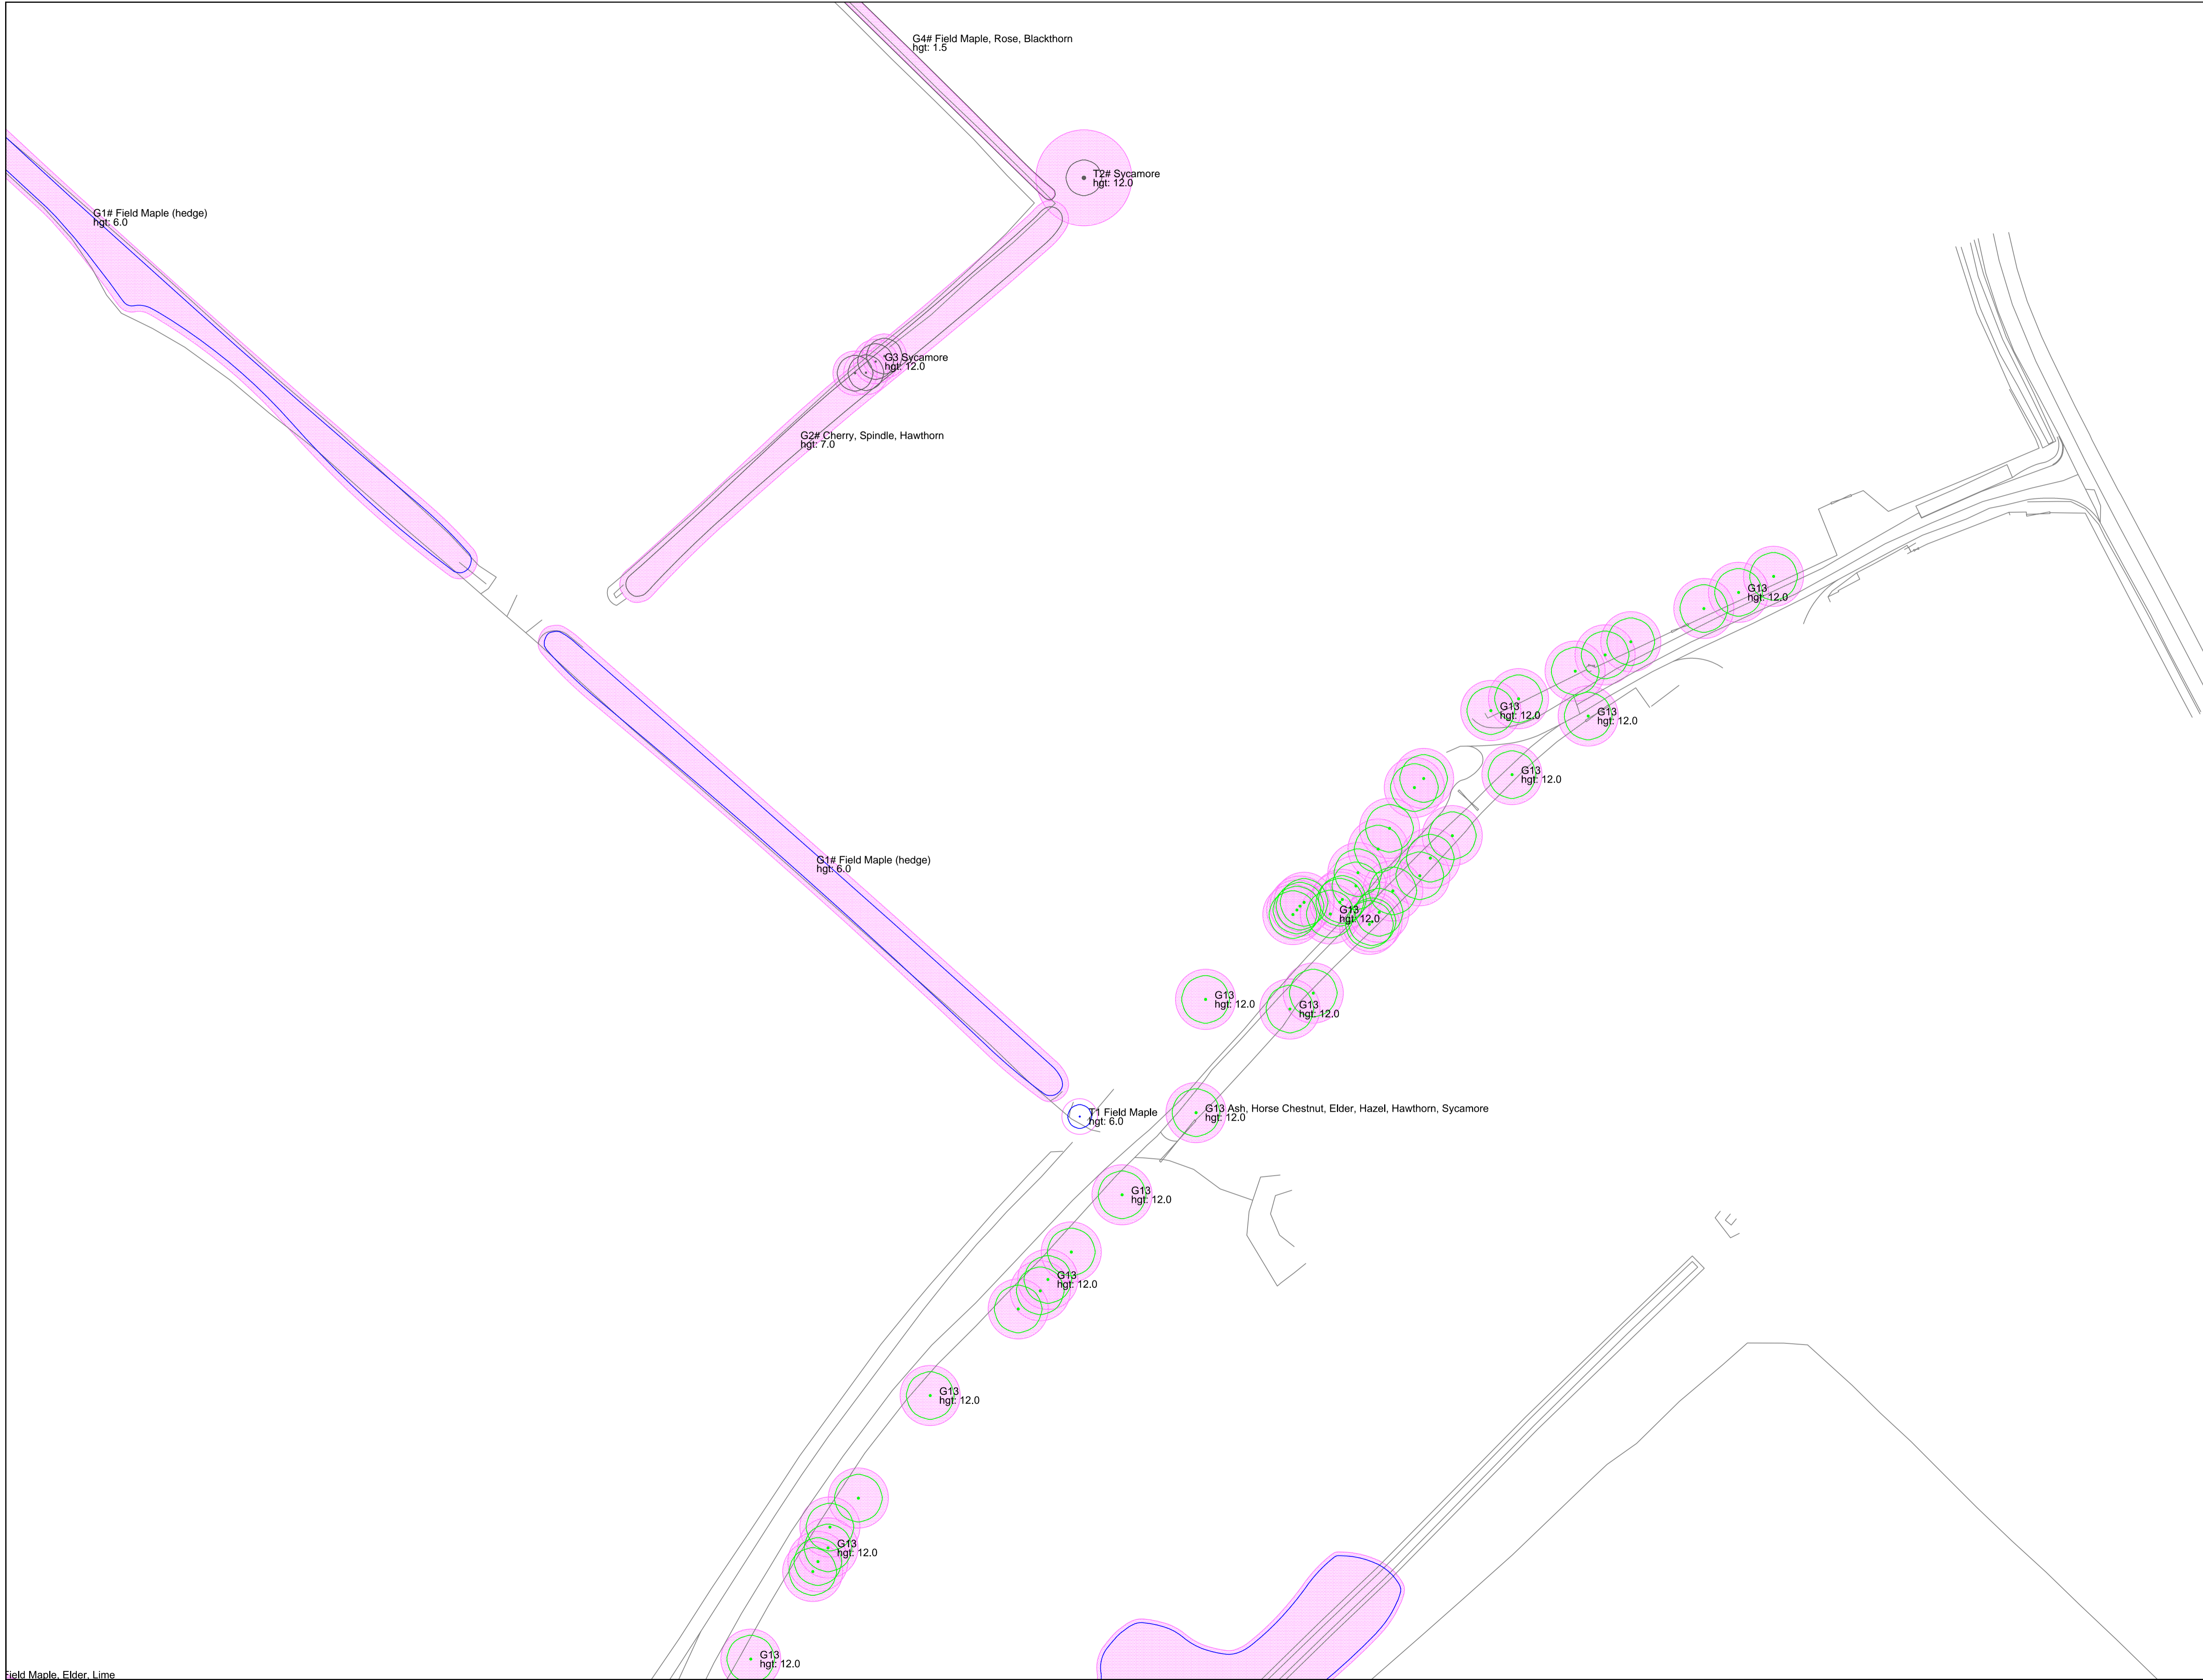 G4# Field Maple, Rose, Blackthorn
hgt: 1.5
T2# Sycamore
hgt: 12.0
G1# Field Maple (hedge)
hgt: 6.0
G3 Sycamore
hgt: 12.0
G2# Cherry, Spindle, Hawthorn
hgt: 7.0
G13
hgt: 12.0
G13
hgt: 12.0
G13
hgt: 12.0
G13
hgt: 12.0
G1# Field Maple (hedge)
hgt: 6.0
G13
hgt: 12.0
G13
hgt: 12.0
G13
hgt: 12.0
T1 Field Maple
hgt: 6.0
G13 Ash, Horse Chestnut, Elder, Hazel, Hawthorn, Sycamore
hgt: 12.0
G13
hgt: 12.0
G13
hgt: 12.0
G13
hgt: 12.0
G13
hgt: 12.0
G13
hgt: 12.0
Field Maple, Elder, Lime